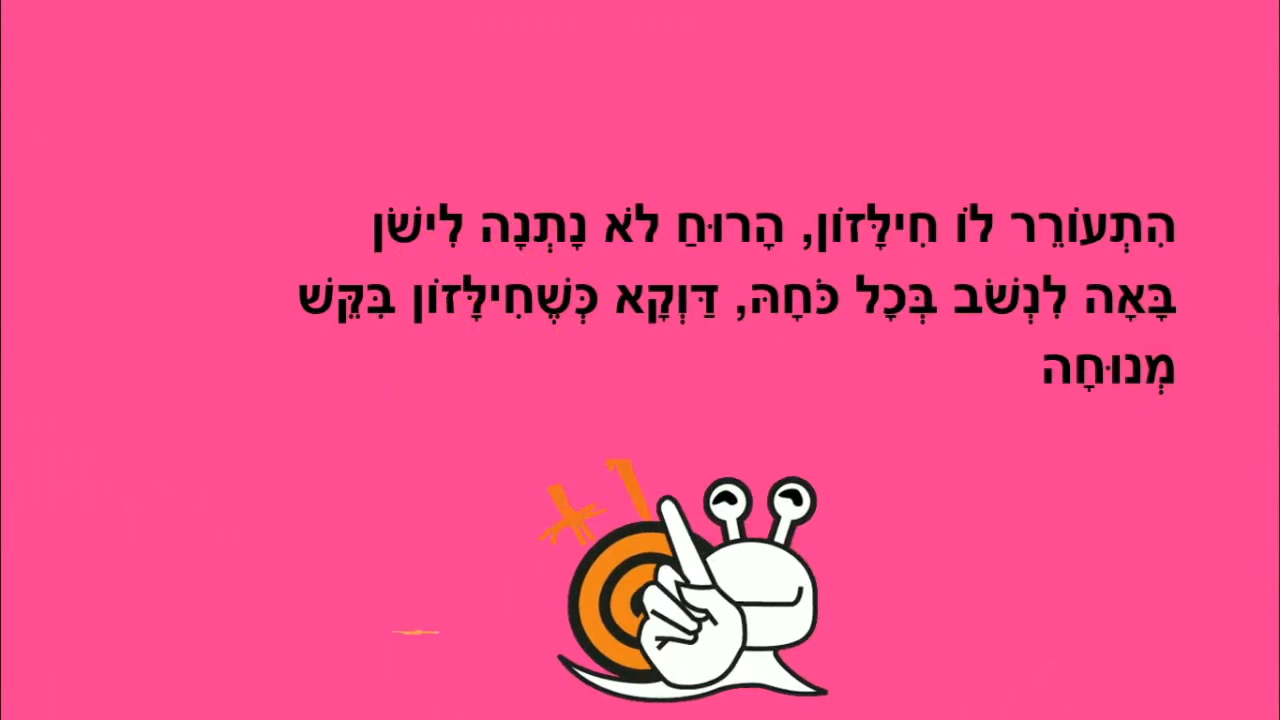 הִתְעוֹרֵר לוֹ חִילָּזוֹן, הָרוּחַ לֹא נָתְנָה לִישֹׁן
בָּאָה לִנְשֹׁב בְּכָל כֹּחָהּ, דַּוְקָא כְּשֶׁחִילָּזוֹן בִּקֵּשׁ
מְנוּחָה